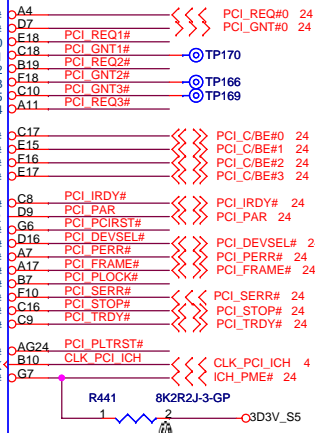 A4 PCI_REQ#0 24
D7 PCI_GNT#0 24
E18 PCI_REQ1#
C18 PCI_GNT1# TP170
B19 PCI_REQ2#
F18 PCI_GNT2# TP166
C10 PCI_GNT3# TP169
A11 PCI_REQ3#
C17 PCI_C/BE#0 24
E15 PCI_C/BE#1 24
F16 PCI_C/BE#2 24
E17 PCI_C/BE#3 24
C8 PCI_IRDY# PCI_IRDY# 24
D9 PCI_PAR PCI_PAR 24
G6 PCI_PCIRST#
D16 PCI_DEVSEL# PCI_DEVSEL# 2
A7 PCI_PERR# PCI_PERR# 24
A17 PCI_FRAME# PCI_FRAME# 24
B7 PCI_PLOCK#
F10 PCI_SERR# PCI_SERR# 24
C16 PCI_STOP# PCI_STOP# 24
C9 PCI_TRDY# PCI_TRDY# 24
AG24 PCI_PLTRST#
B10 CLK_PCI_ICH CLK_PCI_ICH 4
G7 ICH_PME# 24
R441 8K2R2J-3-GP
1 2 3D3V_S5